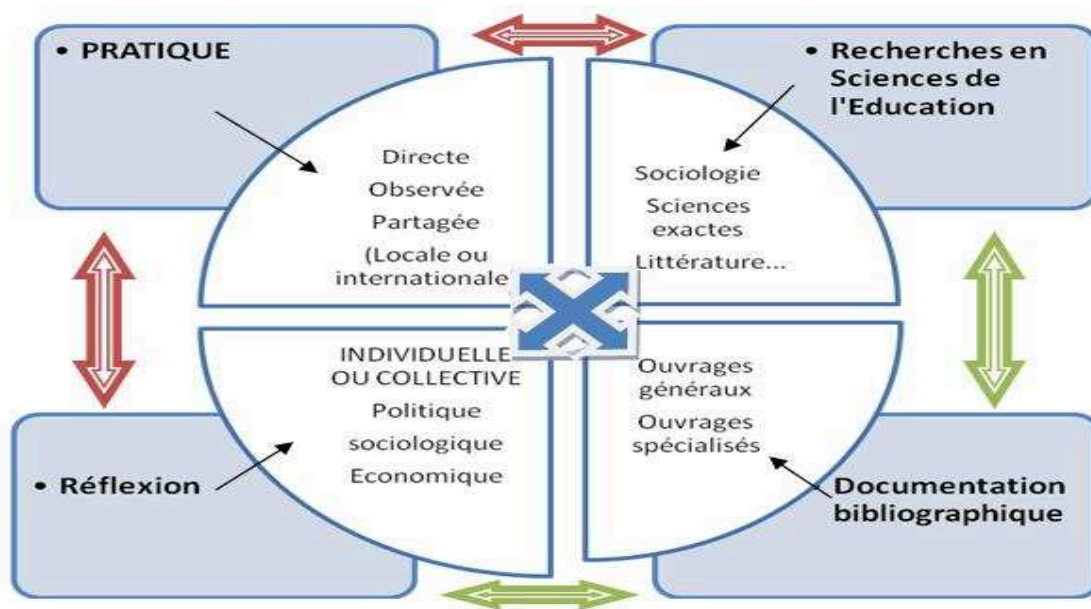 • PRATIQUE
Directe
Observée
Partagée
(Locale ou
internationale)
• Recherches en
Sciences de
l'Education
Sociologie
Sciences
exactes
Littérature...
• Réflexion
INDIVIDUELLE
OU COLLECTIVE
Politique
sociologique
Economique
Ouvrages
généraux
Ouvrages
spécialisés
Documentation
bibliographique